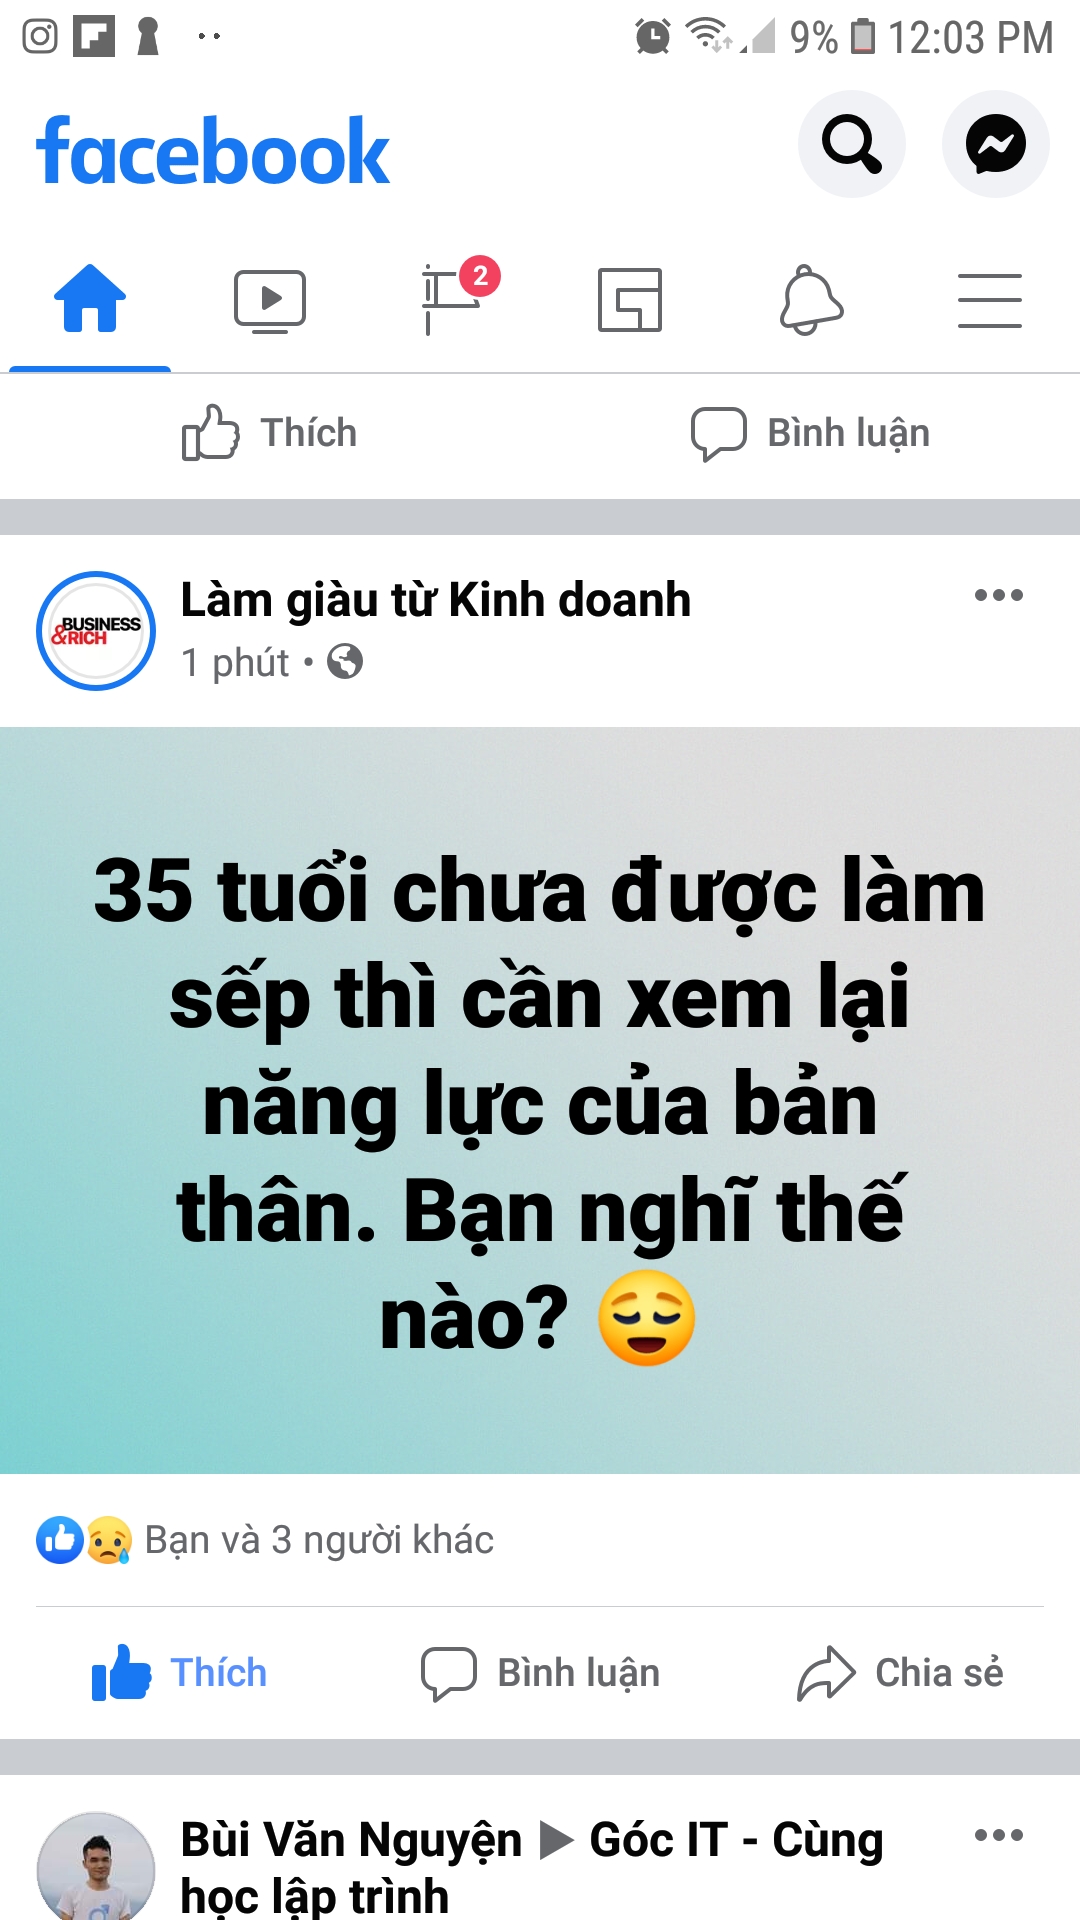 9% 12:03 PM
facebook
2
Thích Bình luận
BUSINESS
&RICH
Làm giàu từ Kinh doanh
1 phút •
35 tuổi chưa được làm
sếp thì cần xem lại
năng lực của bản
thân. Bạn nghĩ thế
nào? 😌
Bạn và 3 người khác
Thích Bình luận Chia sẻ
Bùi Văn Nguyện ▶ Góc IT - Cùng
học lập trình